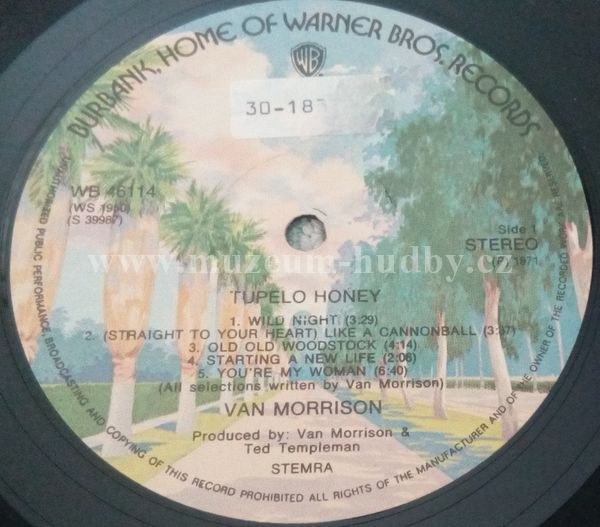 BURBANK, HOME OF WARNER BROS. RECORDS
WB
30-187
WB 46114
(WS 1950)
(S 39987)
Side 1
STEREO
(P) 1971
www.muzeum-hudby.cz
TUPELO HONEY
1. WILD NIGHT (3:29)
2. (STRAIGHT TO YOUR HEART) LIKE A CANNONBALL (3:37)
3. OLD OLD WOODSTOCK (4:14)
4. STARTING A NEW LIFE (2:06)
5. YOU'RE MY WOMAN (6:40)
(All selections written by Van Morrison)
VAN MORRISON
Produced by: Van Morrison &
Ted Templeman
STEMRA
PUBLIC PERFORMANCE BROADCASTING AND COPYING OF THIS RECORD PROHIBITED ALL RIGHTS OF THE MANUFACTURER AND OF THE OWNER OF THE RECORDED WORK